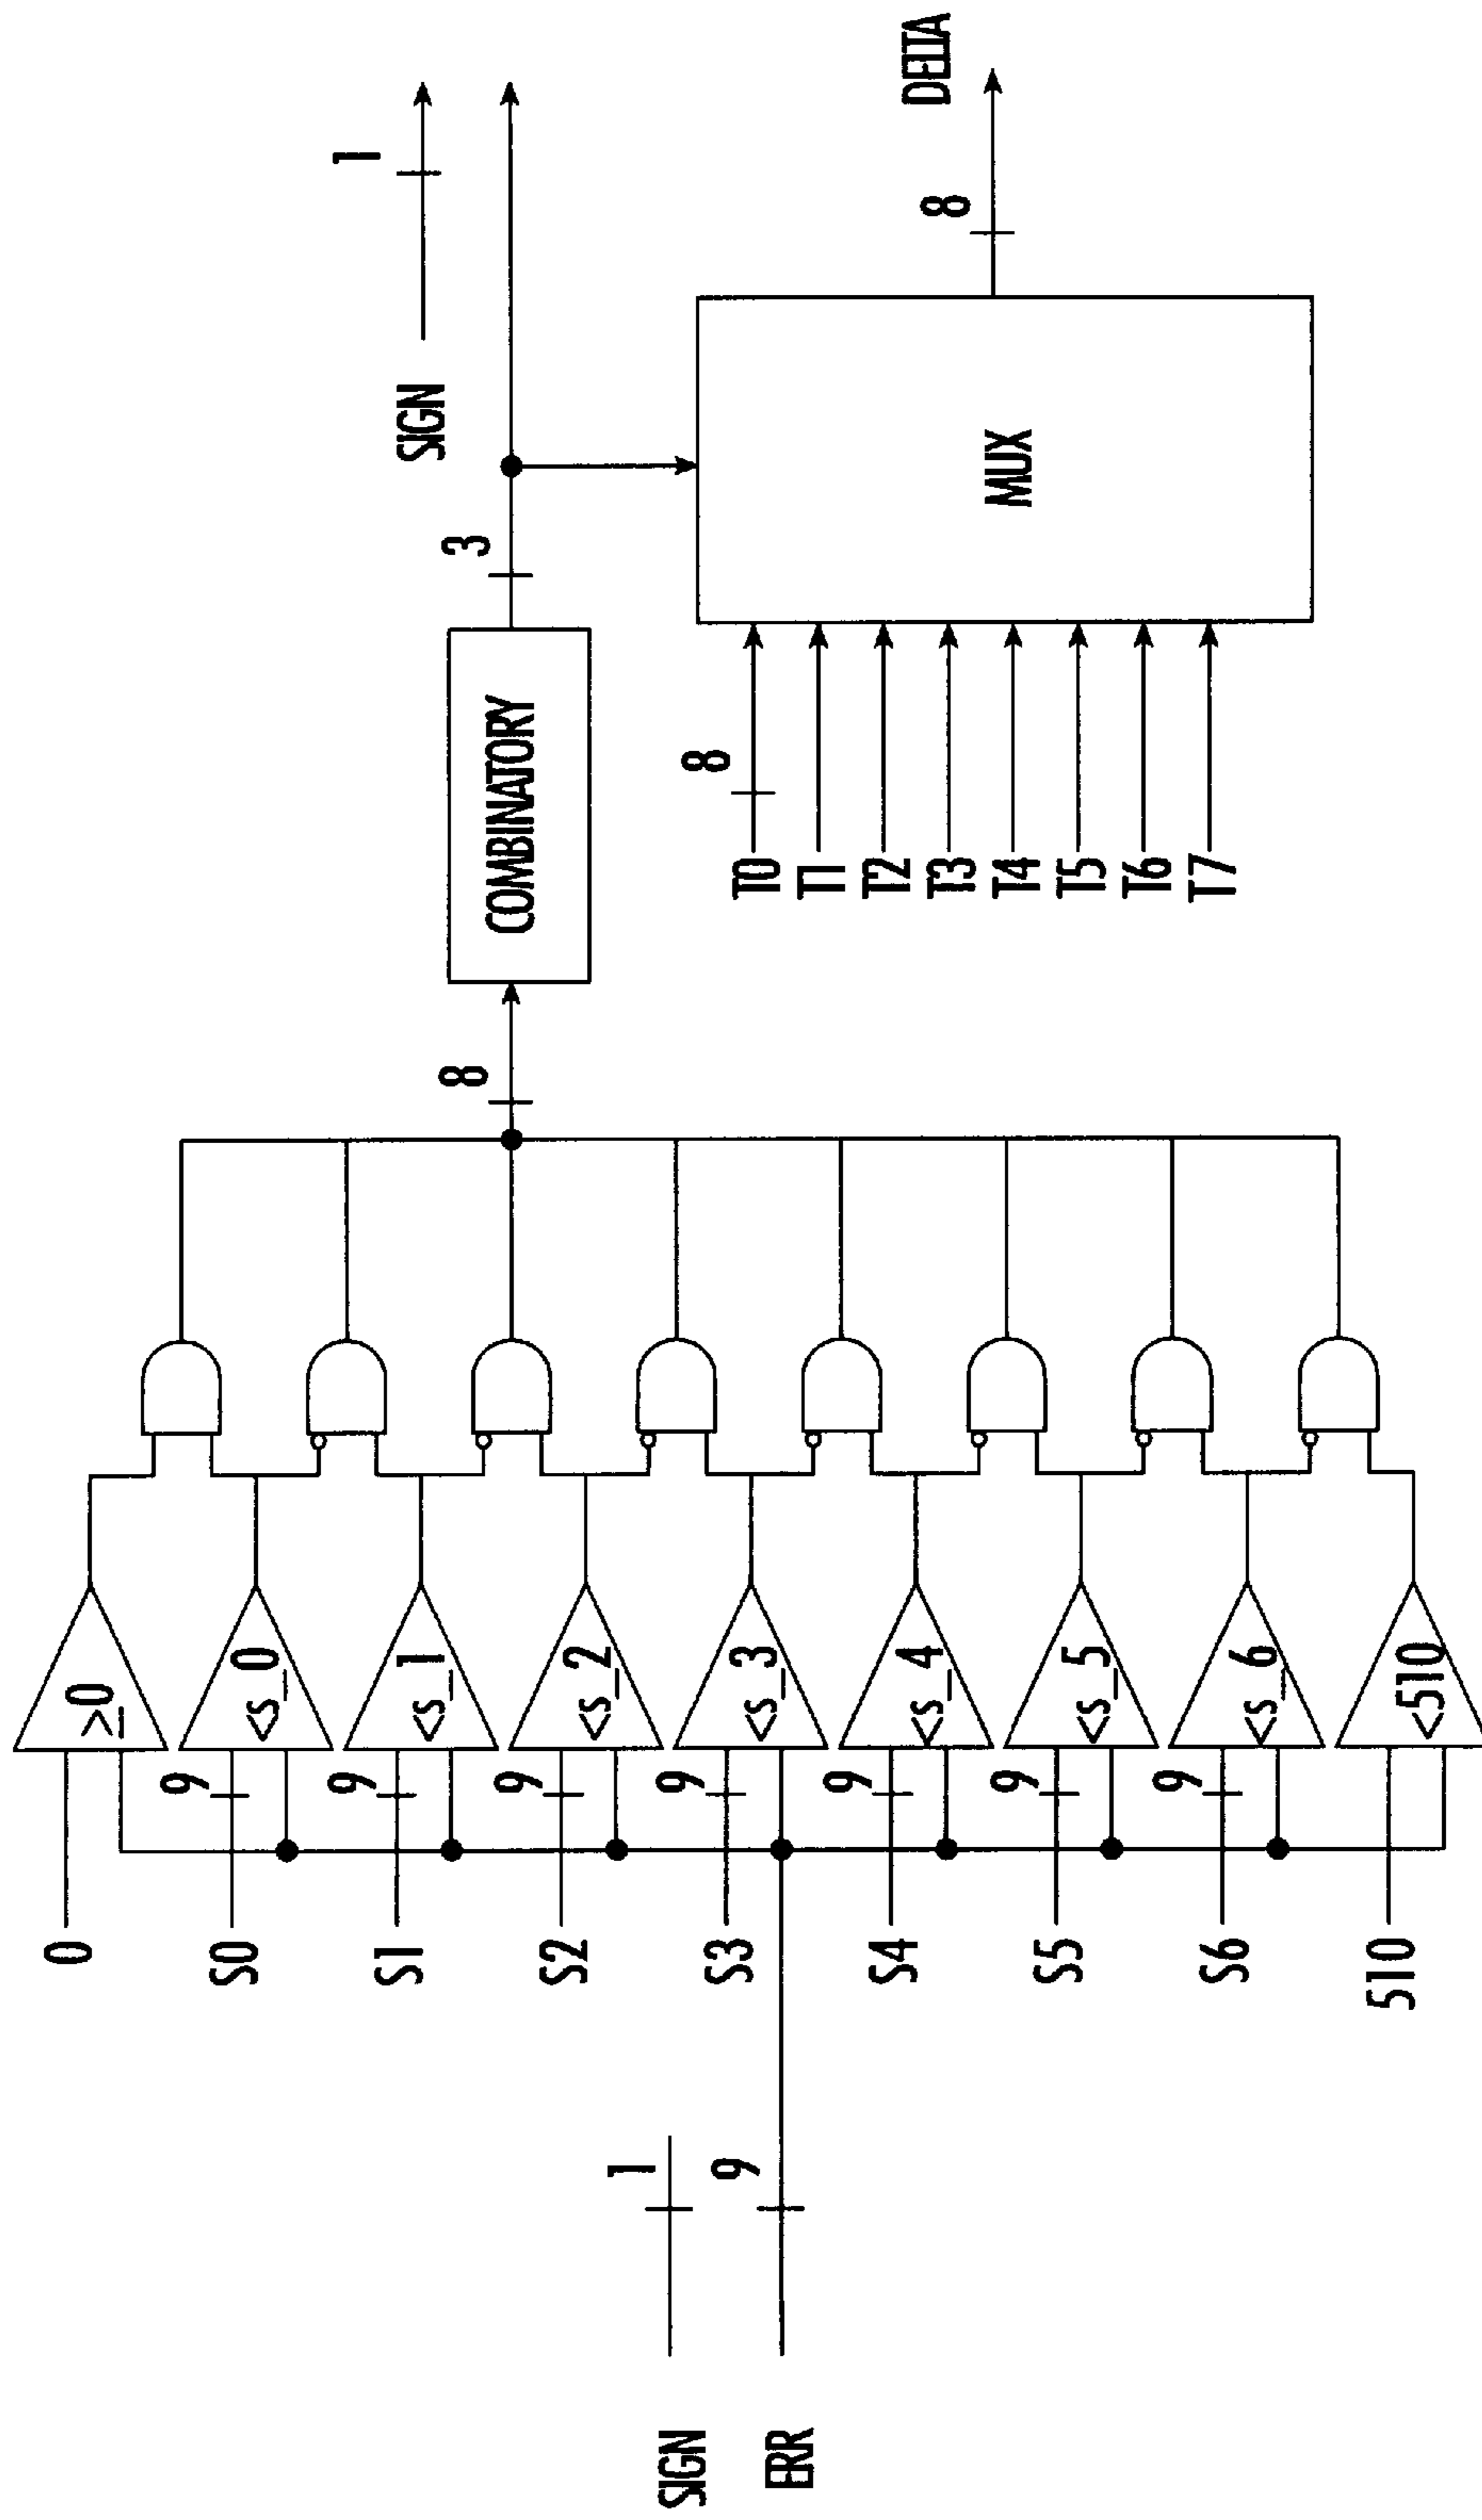 SIGN
ERR
1
9
0
S0
S1
S2
S3
S4
S5
S6
510
9
9
9
9
9
9
9
≥0
<s_0
<s_1
<s_2
<s_3
<s_4
<s_5
<s_6
<510
8
COMBINATORY
3
SIGN
1
T0
T1
T2
T3
T4
T5
T6
T7
8
MUX
8
DELTA